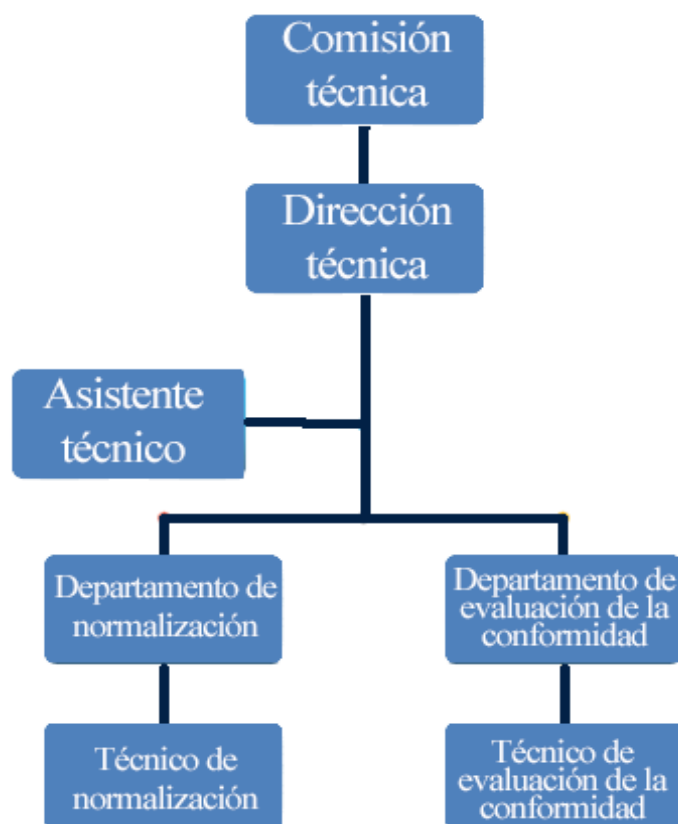 Comisión
técnica
Dirección
técnica
Asistente
técnico
Departamento de
normalización
Departamento de
evaluación de la
conformidad
Técnico de
normalización
Técnico de
evaluación de la
conformidad